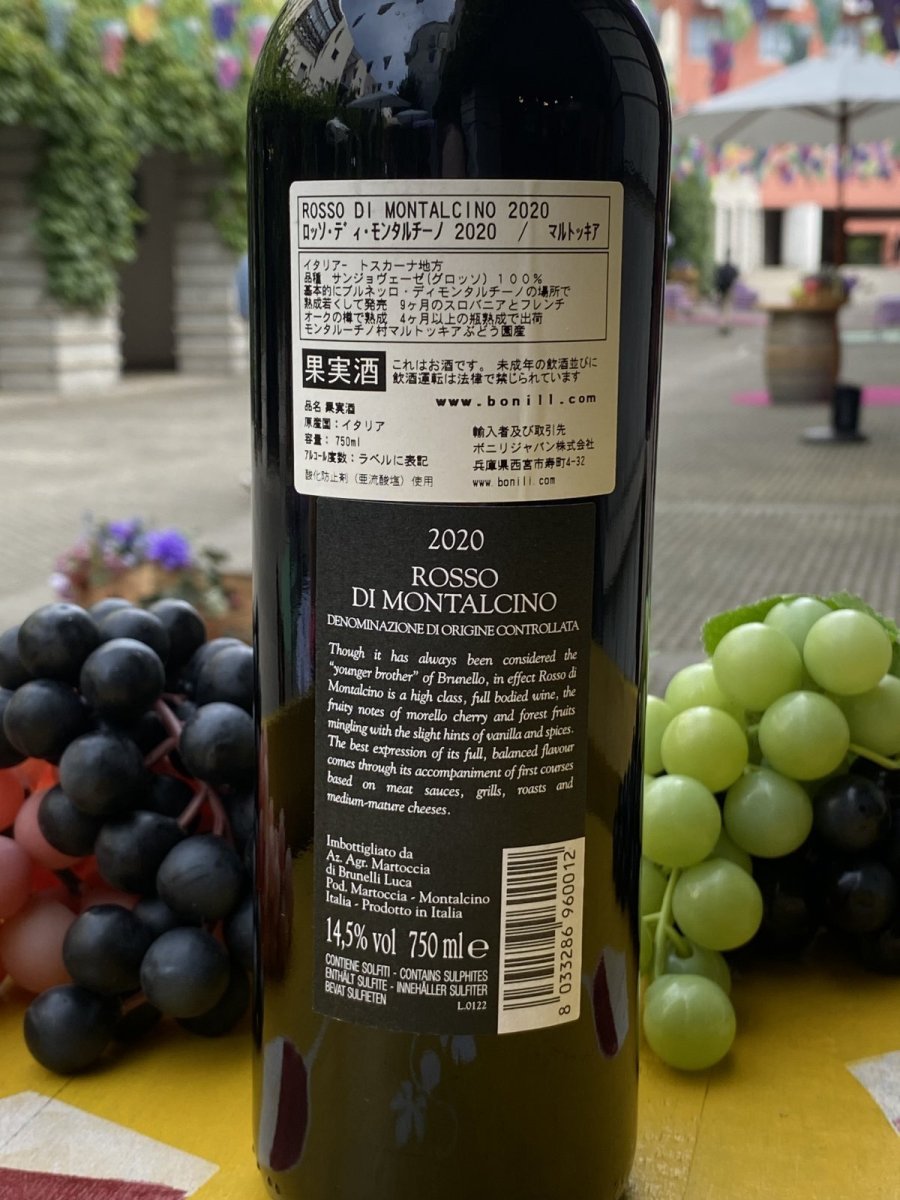 ROSSO DI MONTALCINO 2020
ロッソ・ディ・モンタルチーノ 2020 / マルトッキア
イタリアー トスカーナ地方
品種 サンジョヴェーゼ(グロッソ) 100%
基本的にブルネッロ・ディモンタルチーノの場所で
熟成若くして発売 9ヶ月のスロバニアとフレンチ
オークの樽で熟成 4ヶ月以上の瓶熟成で出荷
モンタルーチノ村マルトッキアぶどう園産
果実酒
これはお酒です。 未成年の飲酒並びに
飲酒運転は法律で禁じられています
www.bonili.com
品名 果実酒
原産国：イタリア
容量： 750ml
アルコール度数：ラベルに表記
酸化防止剤（亜流酸塩）使用
輸入者及び取引先
ボニリジャパン株式会社
兵庫県西宮市寿町4-32
www.bonili.com
2020
ROSSO
DI MONTALCINO
DENOMINAZIONE DI ORIGINE CONTROLLATA
Though it has always been considered the
"younger brother" of Brunello, in effect Rosso di
Montalcino is a high class, full bodied wine, the
fruity notes of morello cherry and forest fruits
mingling with the slight hints of vanilla and spices.
The best expression of its full, balanced flavour
comes through its accompaniment of first courses
based on meat sauces, grills, roasts and
medium-mature cheeses.
Imbottigliato da
Az. Agr. Martoccia
di Brunelli Luca
Pod. Martoccia - Montalcino
Italia - Prodotto in Italia
14,5% vol 750 ml e
CONTIENE SOLFITI - CONTAINS SULPHITES
ENTHÄLT SULFITE - INNEHÅLLER SULFITER
BEVAT SULFIETEN
L.0122
8 033286 960012